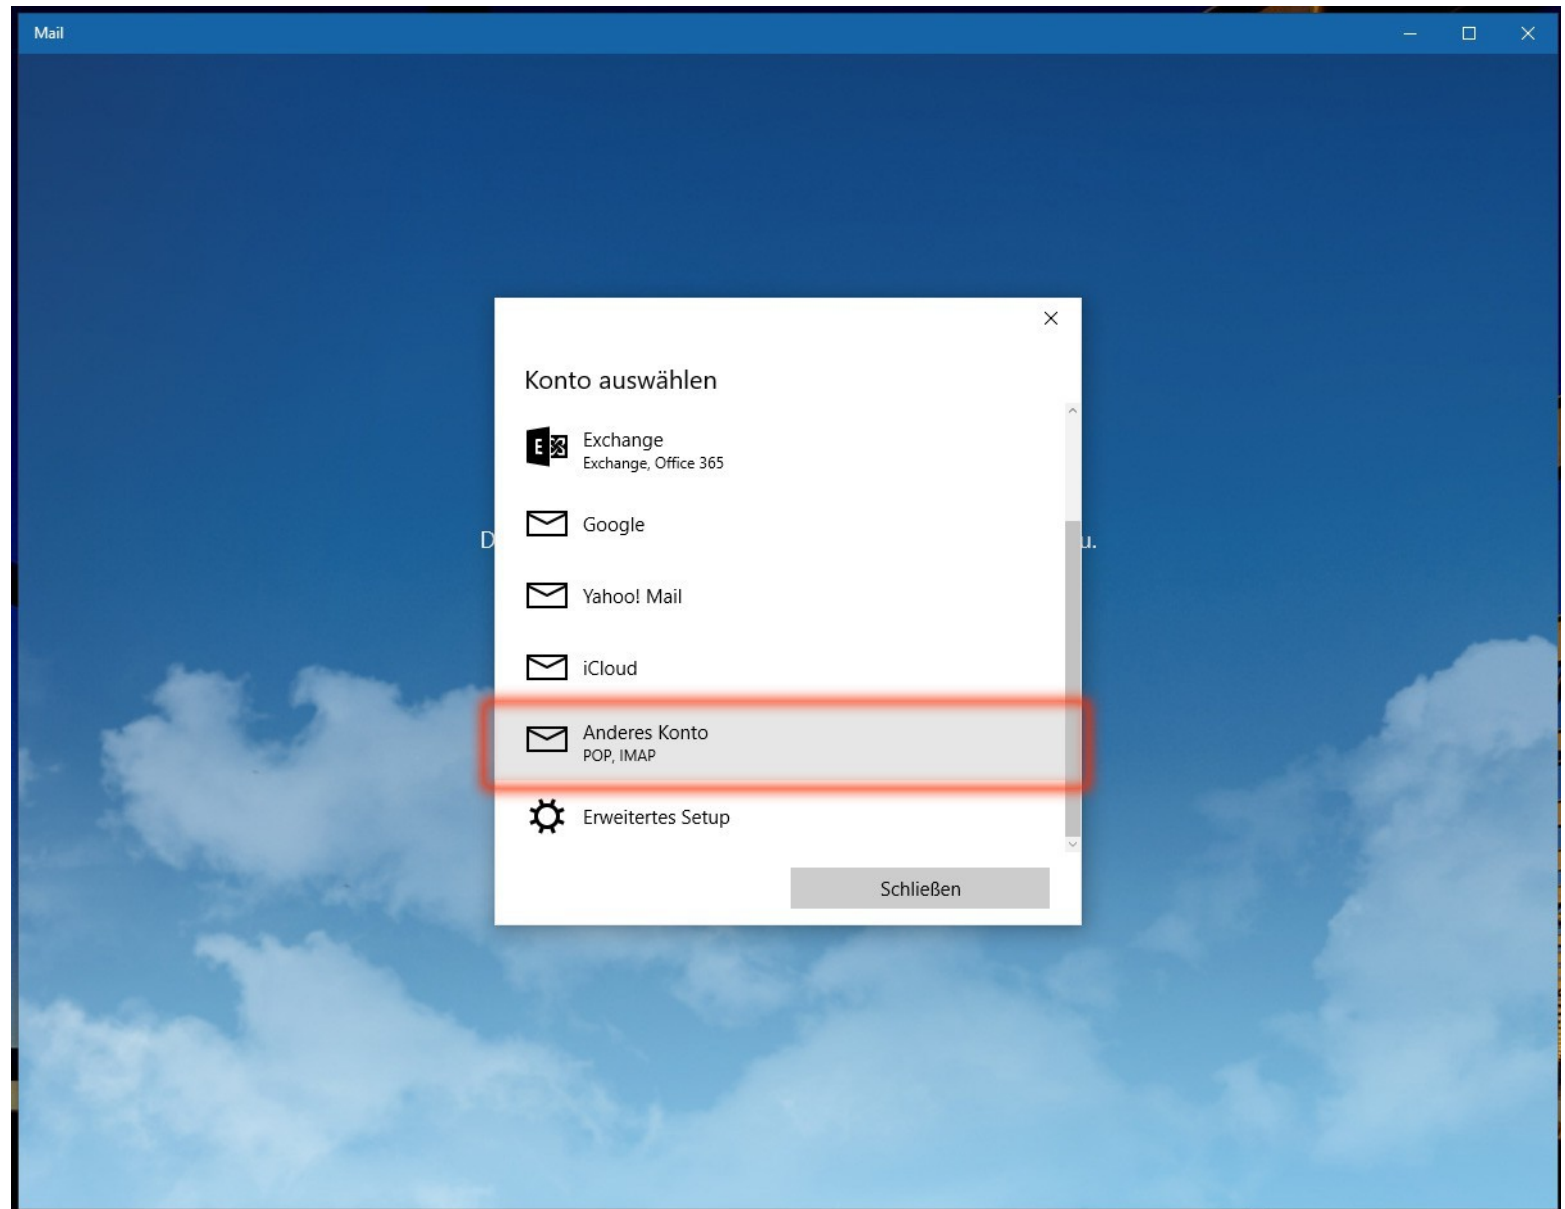 Mail
Konto auswählen
Exchange
Exchange, Office 365
Google
D
u.
Yahoo! Mail
iCloud
Anderes Konto
POP, IMAP
Erweitertes Setup
Schließen